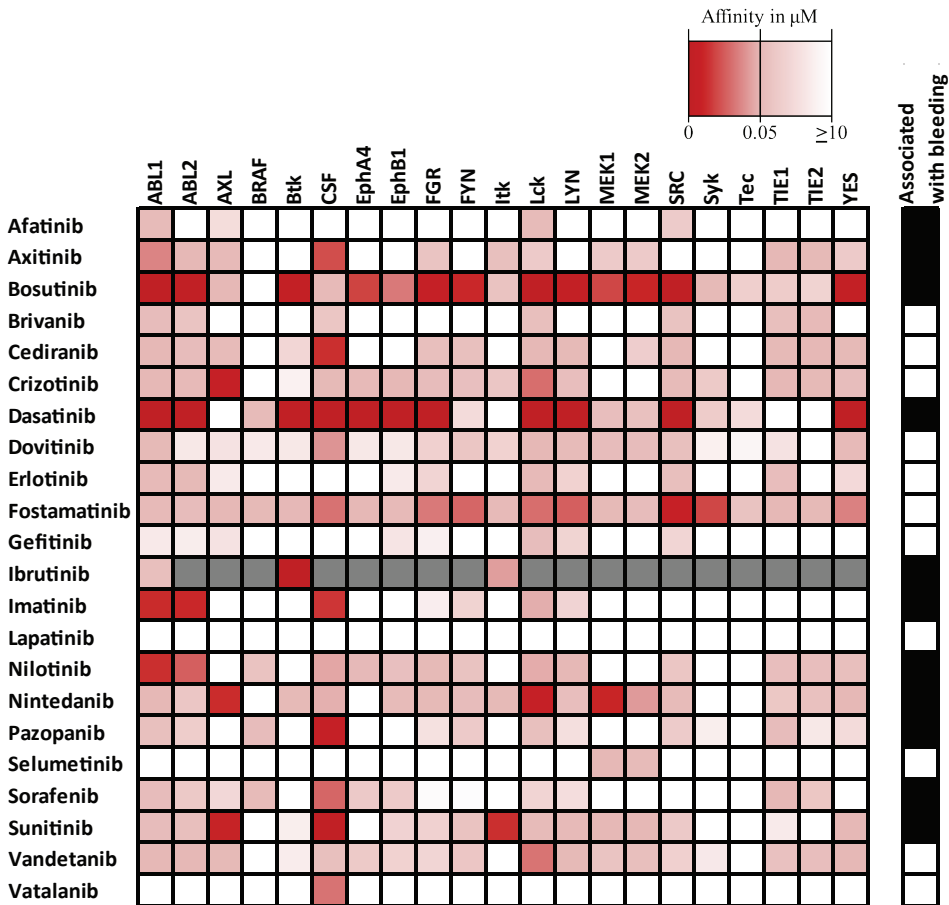 Affinity in μM
0 0.05 ≥10
Associated
with bleeding
ABL1
ABL2
AXL
BRAF
Btk
CSF
EphA4
EphB1
FGR
FYN
Itk
Lck
LYN
MEK1
MEK2
SRC
Syk
Tec
TIE1
TIE2
YES
Afatinib
Axitinib
Bosutinib
Brivanib
Cediranib
Crizotinib
Dasatinib
Dovitinib
Erlotinib
Fostamatinib
Gefitinib
Ibrutinib
Imatinib
Lapatinib
Nilotinib
Nintedanib
Pazopanib
Selumetinib
Sorafenib
Sunitinib
Vandetanib
Vatalanib